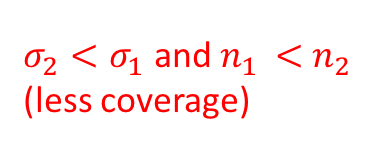 σ₂ < σ₁ and n₁ < n₂
(less coverage)